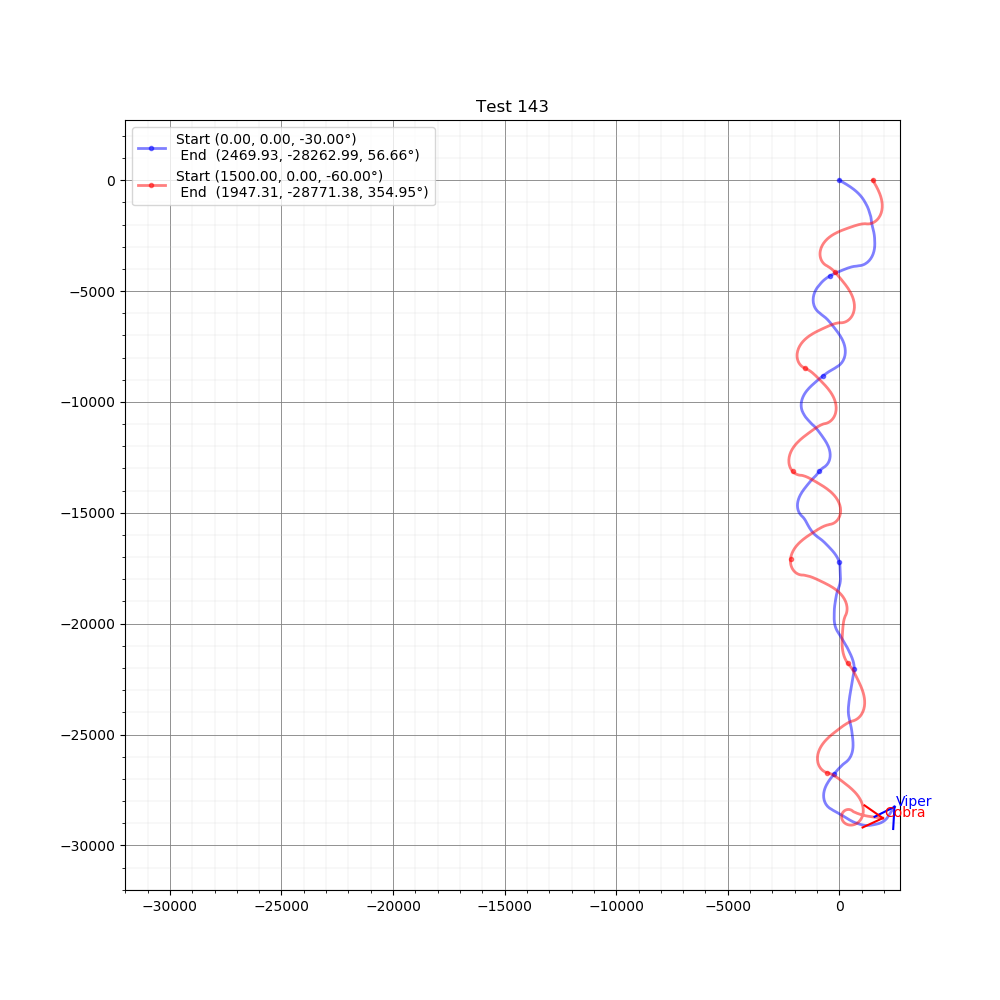 Test 143
Start (0.00, 0.00, -30.00°)
End (2469.93, -28262.99, 56.66°)
Start (1500.00, 0.00, -60.00°)
End (1947.31, -28771.38, 354.95°)
0
−5000
−10000
−15000
−20000
−25000
−30000
Viper
Cobra
−30000 −25000 −20000 −15000 −10000 −5000 0